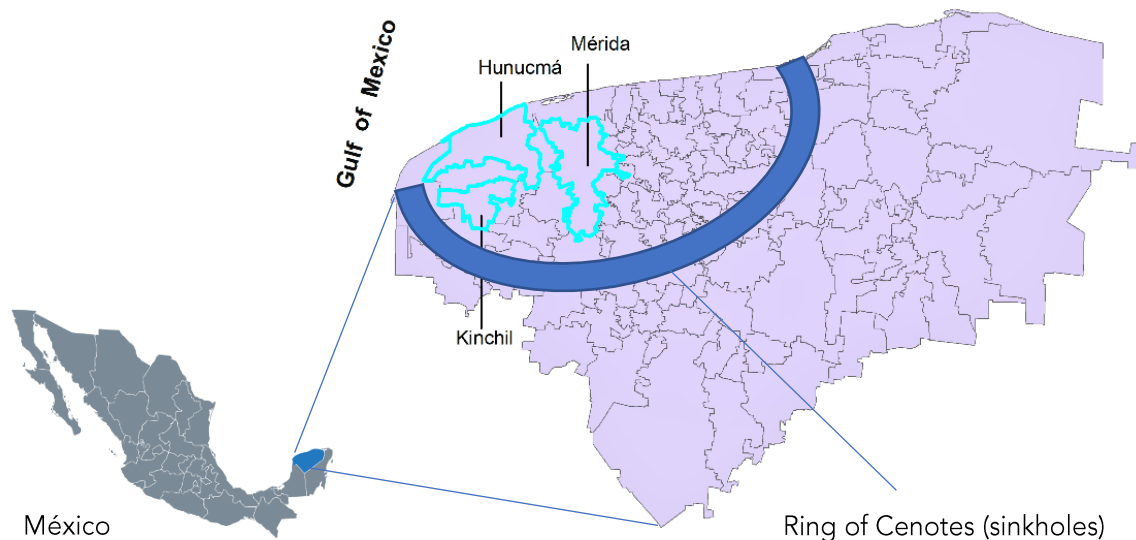 Gulf of Mexico
Mérida
Hunucmá
Kinchil
México
Ring of Cenotes (sinkholes)